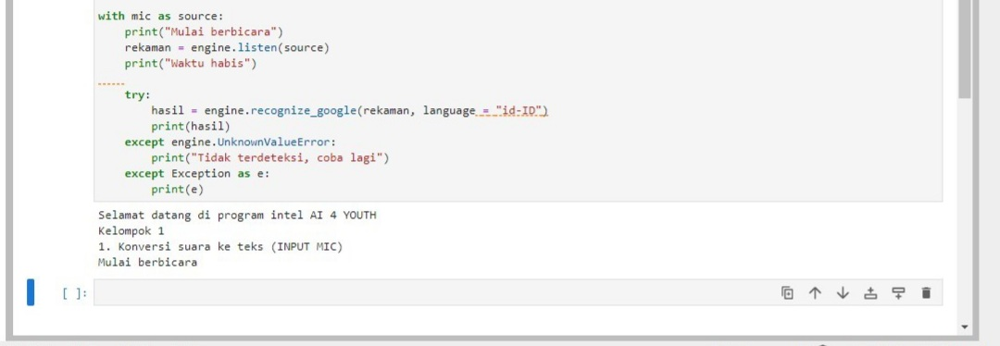 with mic as source:
print("Mulai berbicara")
rekaman = engine.listen(source)
print("Waktu habis")
try:
hasil = engine.recognize_google(rekaman, language = "id-ID")
print(hasil)
except engine.UnknownValueError:
print("Tidak terdeteksi, coba lagi")
except Exception as e:
print(e)
Selamat datang di program intel AI 4 YOUTH
Kelompok 1
1. Konversi suara ke teks (INPUT MIC)
Mulai berbicara
[ ]: